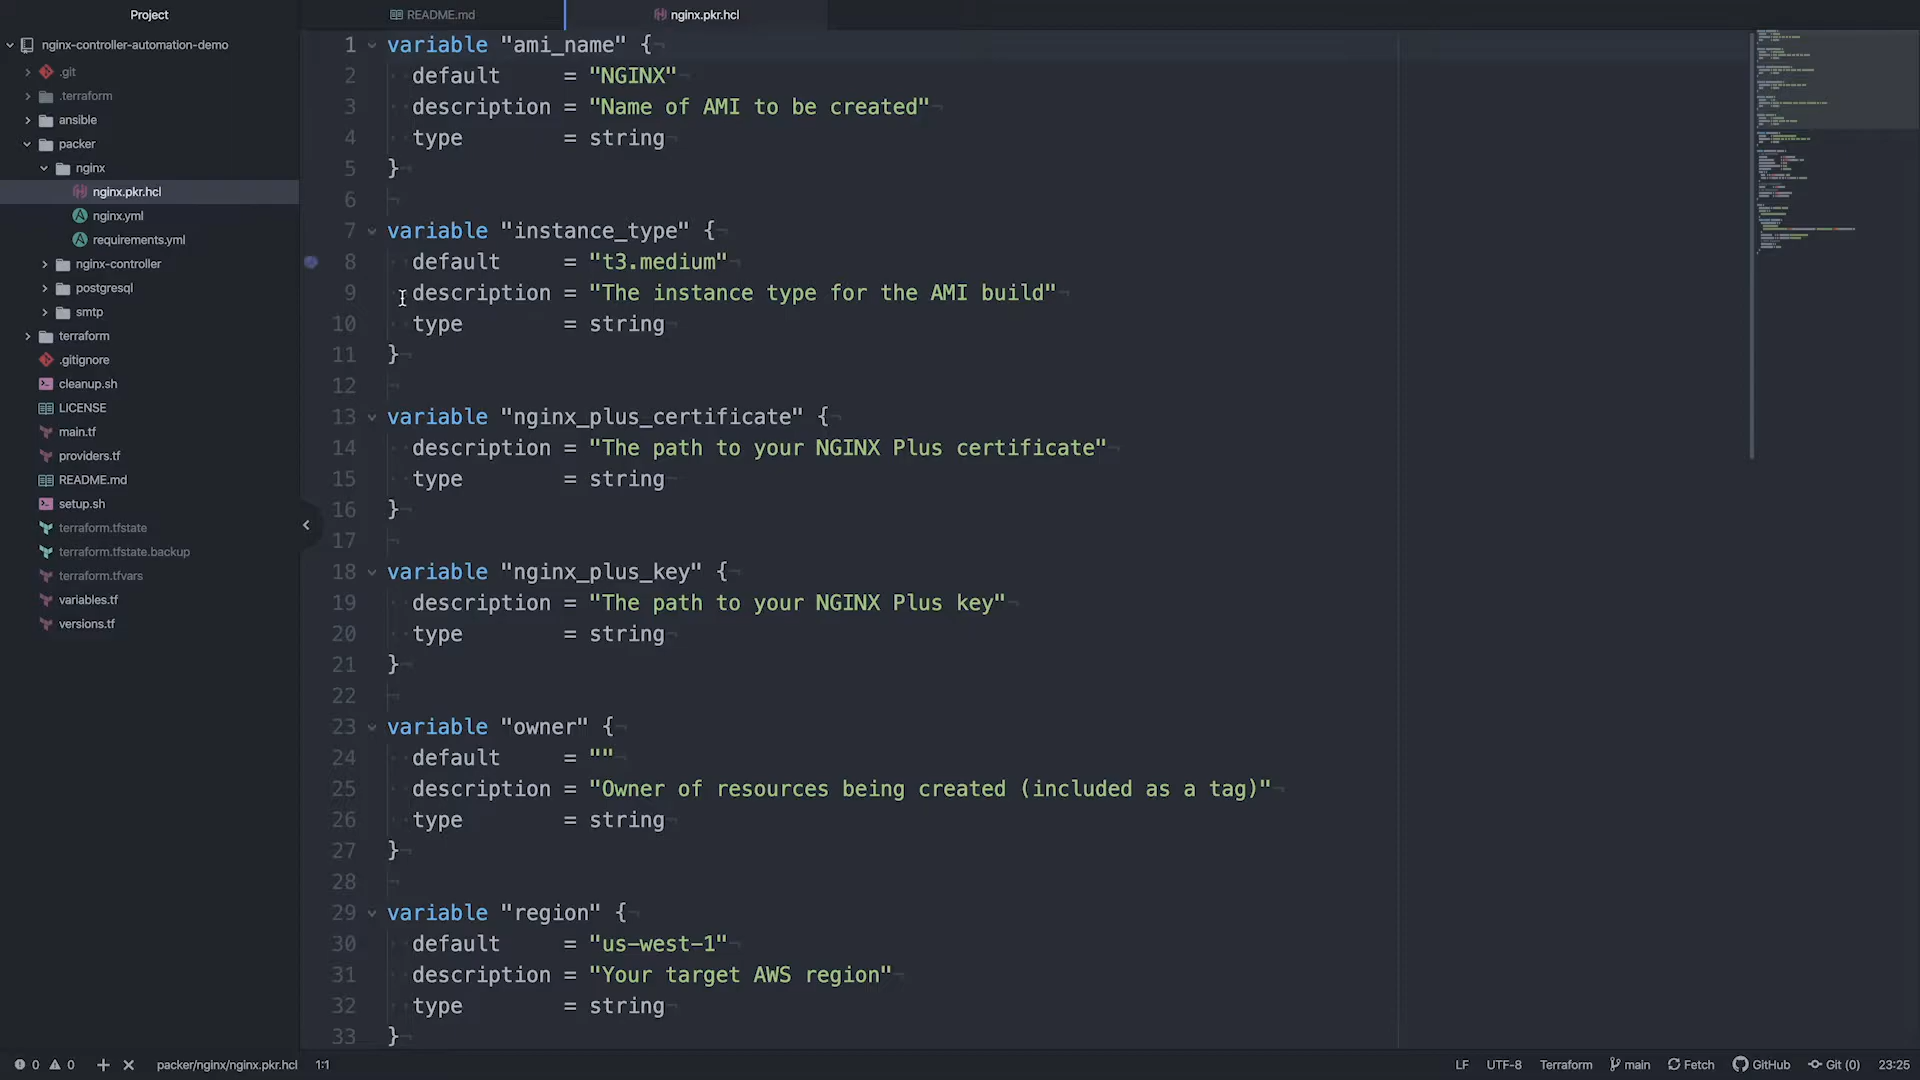 Project
README.md
nginx.pkr.hcl
nginx-controller-automation-demo
.git
.terraform
ansible
packer
nginx
nginx.pkr.hcl
nginx.yml
requirements.yml
nginx-controller
postgresql
smtp
terraform
.gitignore
cleanup.sh
LICENSE
main.tf
providers.tf
README.md
setup.sh
terraform.tfstate
terraform.tfstate.backup
terraform.tfvars
variables.tf
versions.tf
1 variable "ami_name" {
2 default = "NGINX"
3 description = "Name of AMI to be created"
4 type = string
5 }
6
7 variable "instance_type" {
8 default = "t3.medium"
9 description = "The instance type for the AMI build"
10 type = string
11 }
12
13 variable "nginx_plus_certificate" {
14 description = "The path to your NGINX Plus certificate"
15 type = string
16 }
17
18 variable "nginx_plus_key" {
19 description = "The path to your NGINX Plus key"
20 type = string
21 }
22
23 variable "owner" {
24 default = ""
25 description = "Owner of resources being created (included as a tag)"
26 type = string
27 }
28
29 variable "region" {
30 default = "us-west-1"
31 description = "Your target AWS region"
32 type = string
33 }
0 0 packer/nginx/nginx.pkr.hcl 1:1 LF UTF-8 Terraform main Fetch GitHub Git (0) 23:25